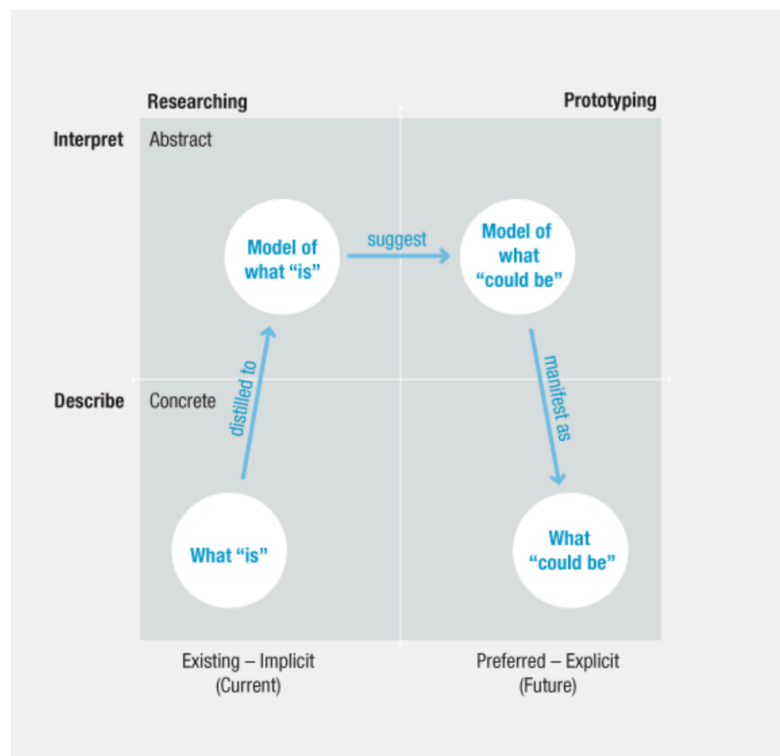 Researching
Prototyping
Interpret
Abstract
Model of
what “is”
suggest
Model of
what
“could be”
distilled to
manifest as
Describe
Concrete
What “is”
What
“could be”
Existing – Implicit
(Current)
Preferred – Explicit
(Future)